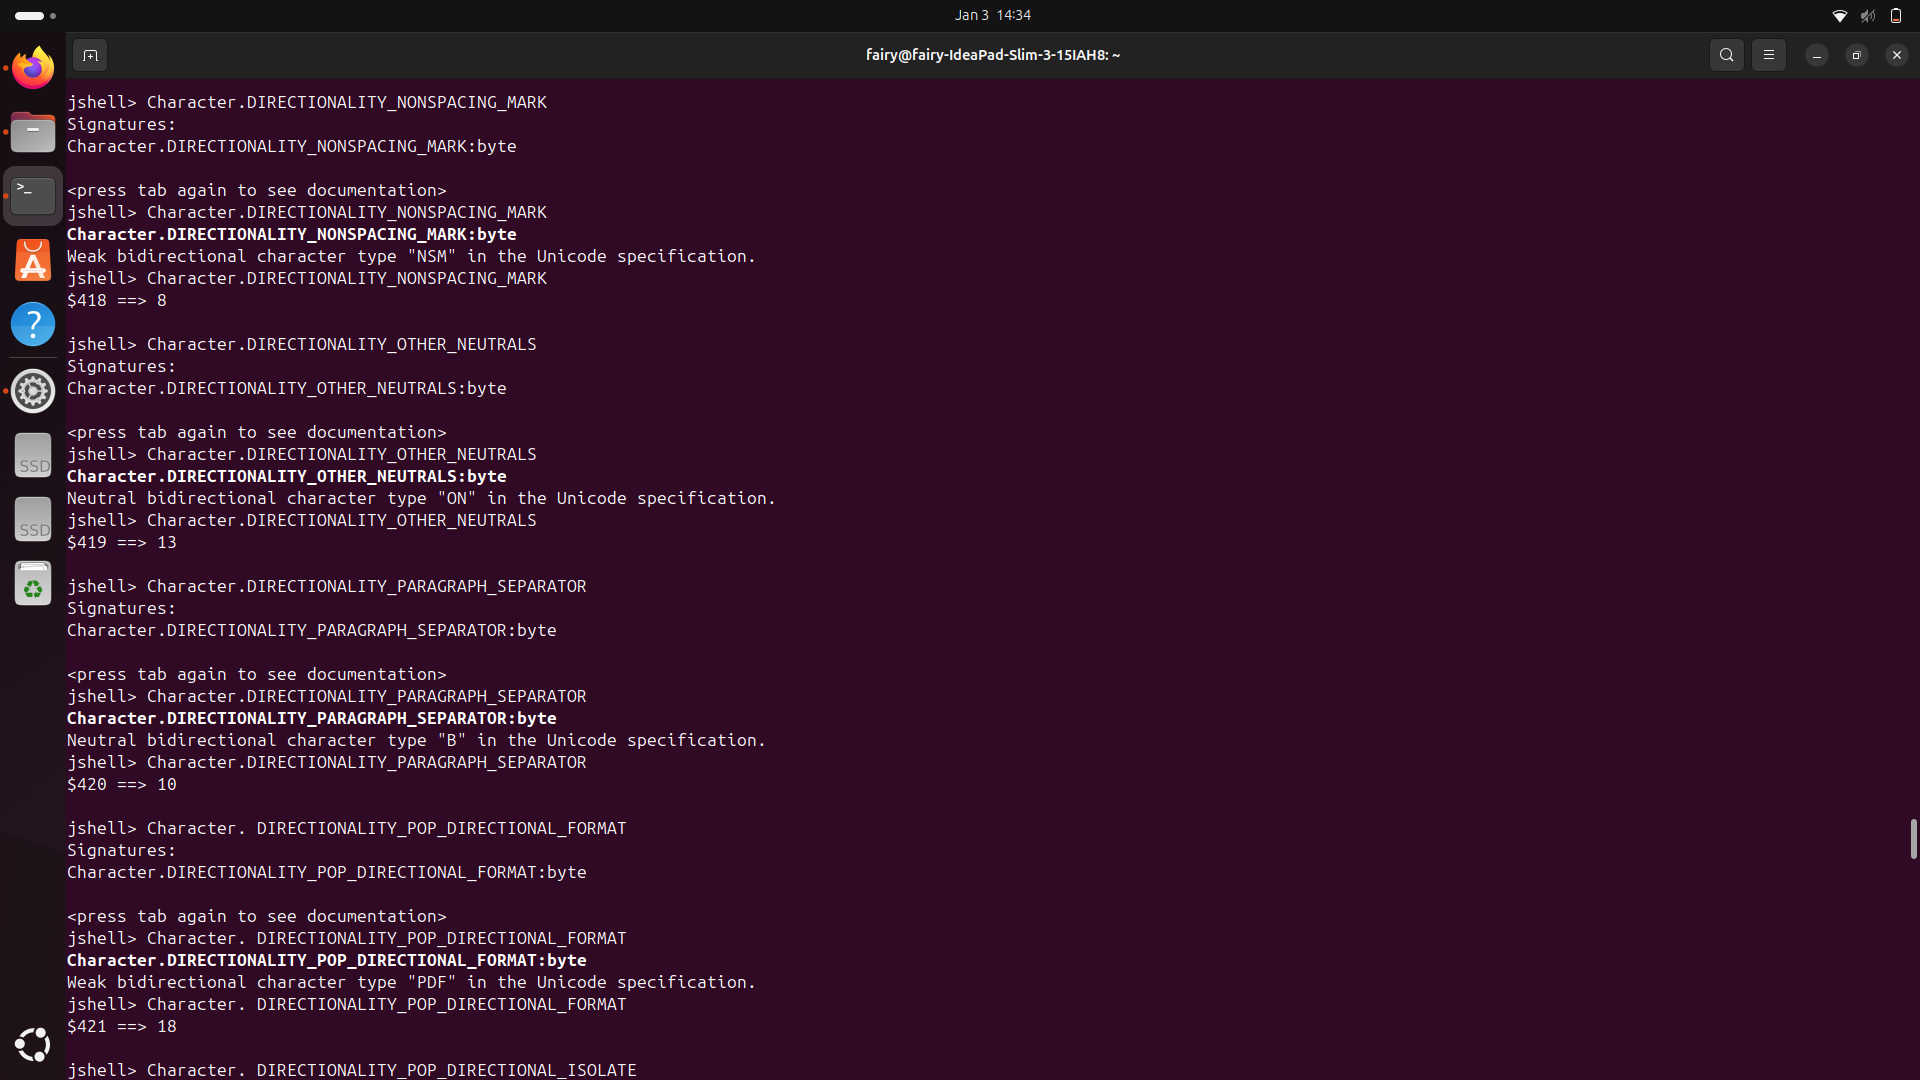 Jan 3 14:34
fairy@fairy-IdeaPad-Slim-3-15IAH8: ~
jshell> Character.DIRECTIONALITY_NONSPACING_MARK
Signatures:
Character.DIRECTIONALITY_NONSPACING_MARK:byte
<press tab again to see documentation>
jshell> Character.DIRECTIONALITY_NONSPACING_MARK
Character.DIRECTIONALITY_NONSPACING_MARK:byte
Weak bidirectional character type "NSM" in the Unicode specification.
jshell> Character.DIRECTIONALITY_NONSPACING_MARK
$418 ==> 8
jshell> Character.DIRECTIONALITY_OTHER_NEUTRALS
Signatures:
Character.DIRECTIONALITY_OTHER_NEUTRALS:byte
<press tab again to see documentation>
jshell> Character.DIRECTIONALITY_OTHER_NEUTRALS
Character.DIRECTIONALITY_OTHER_NEUTRALS:byte
Neutral bidirectional character type "ON" in the Unicode specification.
jshell> Character.DIRECTIONALITY_OTHER_NEUTRALS
$419 ==> 13
jshell> Character.DIRECTIONALITY_PARAGRAPH_SEPARATOR
Signatures:
Character.DIRECTIONALITY_PARAGRAPH_SEPARATOR:byte
<press tab again to see documentation>
jshell> Character.DIRECTIONALITY_PARAGRAPH_SEPARATOR
Character.DIRECTIONALITY_PARAGRAPH_SEPARATOR:byte
Neutral bidirectional character type "B" in the Unicode specification.
jshell> Character.DIRECTIONALITY_PARAGRAPH_SEPARATOR
$420 ==> 10
jshell> Character. DIRECTIONALITY_POP_DIRECTIONAL_FORMAT
Signatures:
Character.DIRECTIONALITY_POP_DIRECTIONAL_FORMAT:byte
<press tab again to see documentation>
jshell> Character. DIRECTIONALITY_POP_DIRECTIONAL_FORMAT
Character.DIRECTIONALITY_POP_DIRECTIONAL_FORMAT:byte
Weak bidirectional character type "PDF" in the Unicode specification.
jshell> Character. DIRECTIONALITY_POP_DIRECTIONAL_FORMAT
$421 ==> 18
jshell> Character. DIRECTIONALITY_POP_DIRECTIONAL_ISOLATE
>_
A
?
SSD
SSD